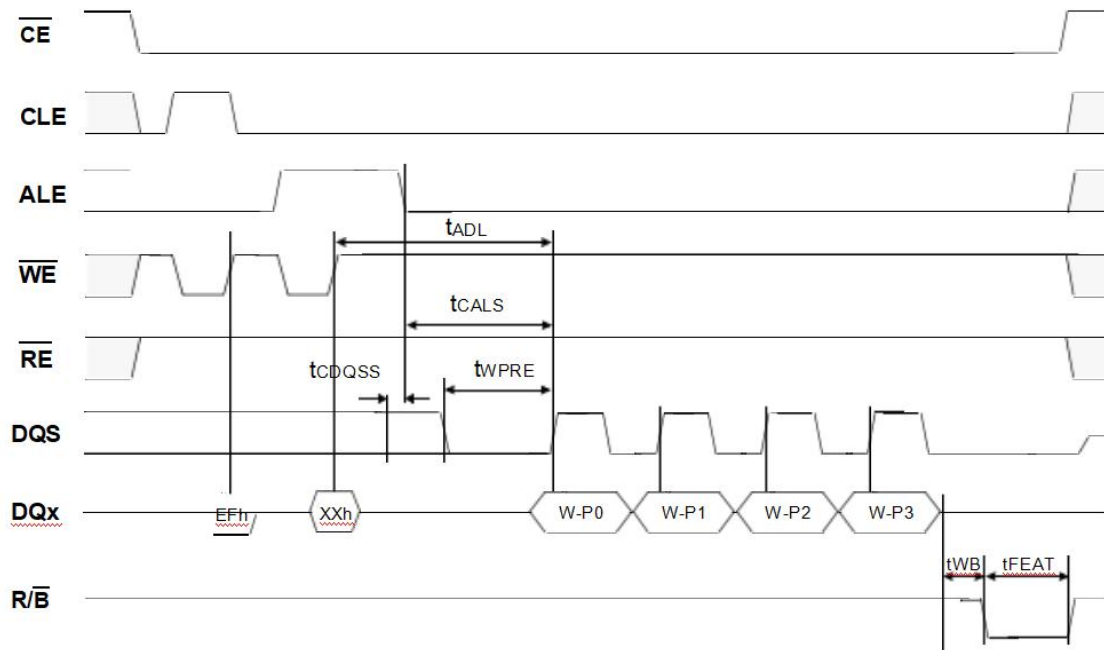 CE
CLE
ALE
tADL
WE
tCALS
RE
tCDQSS
tWPRE
DQS
DQx
EFh
XXh
W-P0
W-P1
W-P2
W-P3
tWB
tFEAT
R/B